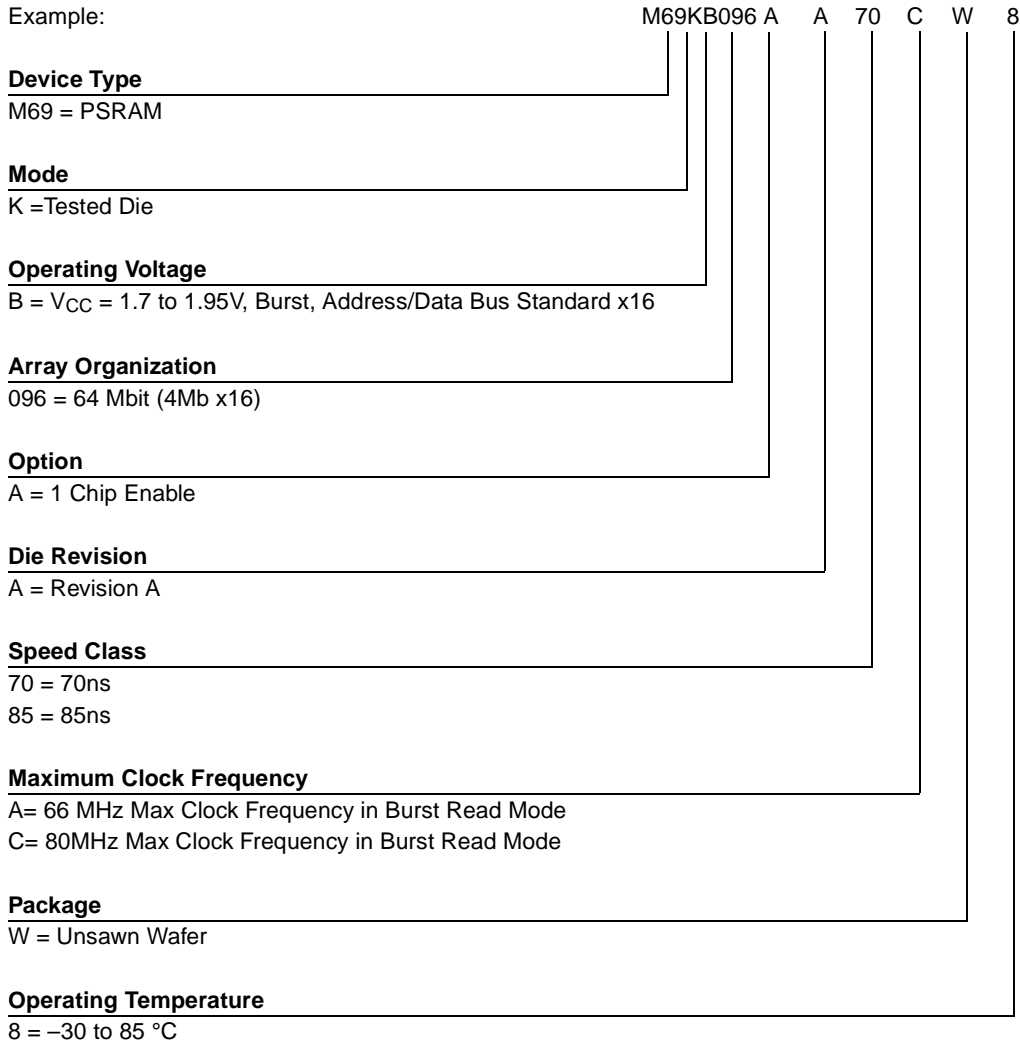 Example: M69KB096 A A 70 C W 8
Device Type
M69 = PSRAM
Mode
K =Tested Die
Operating Voltage
B = VCC = 1.7 to 1.95V, Burst, Address/Data Bus Standard x16
Array Organization
096 = 64 Mbit (4Mb x16)
Option
A = 1 Chip Enable
Die Revision
A = Revision A
Speed Class
70 = 70ns
85 = 85ns
Maximum Clock Frequency
A= 66 MHz Max Clock Frequency in Burst Read Mode
C= 80MHz Max Clock Frequency in Burst Read Mode
Package
W = Unsawn Wafer
Operating Temperature
8 = –30 to 85 °C